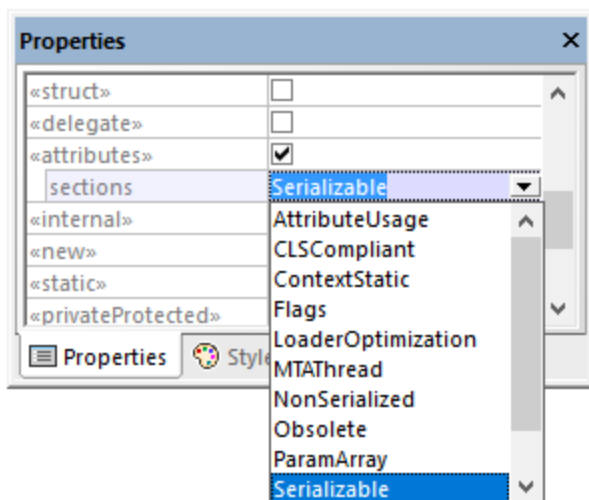 Properties
«struct»
«delegate»
«attributes»
sections Serializable
«internal»
«new»
«static»
«privateProtected»
AttributeUsage
CLSCompliant
ContextStatic
Flags
LoaderOptimization
MTAThread
NonSerialized
Obsolete
ParamArray
Serializable
Properties